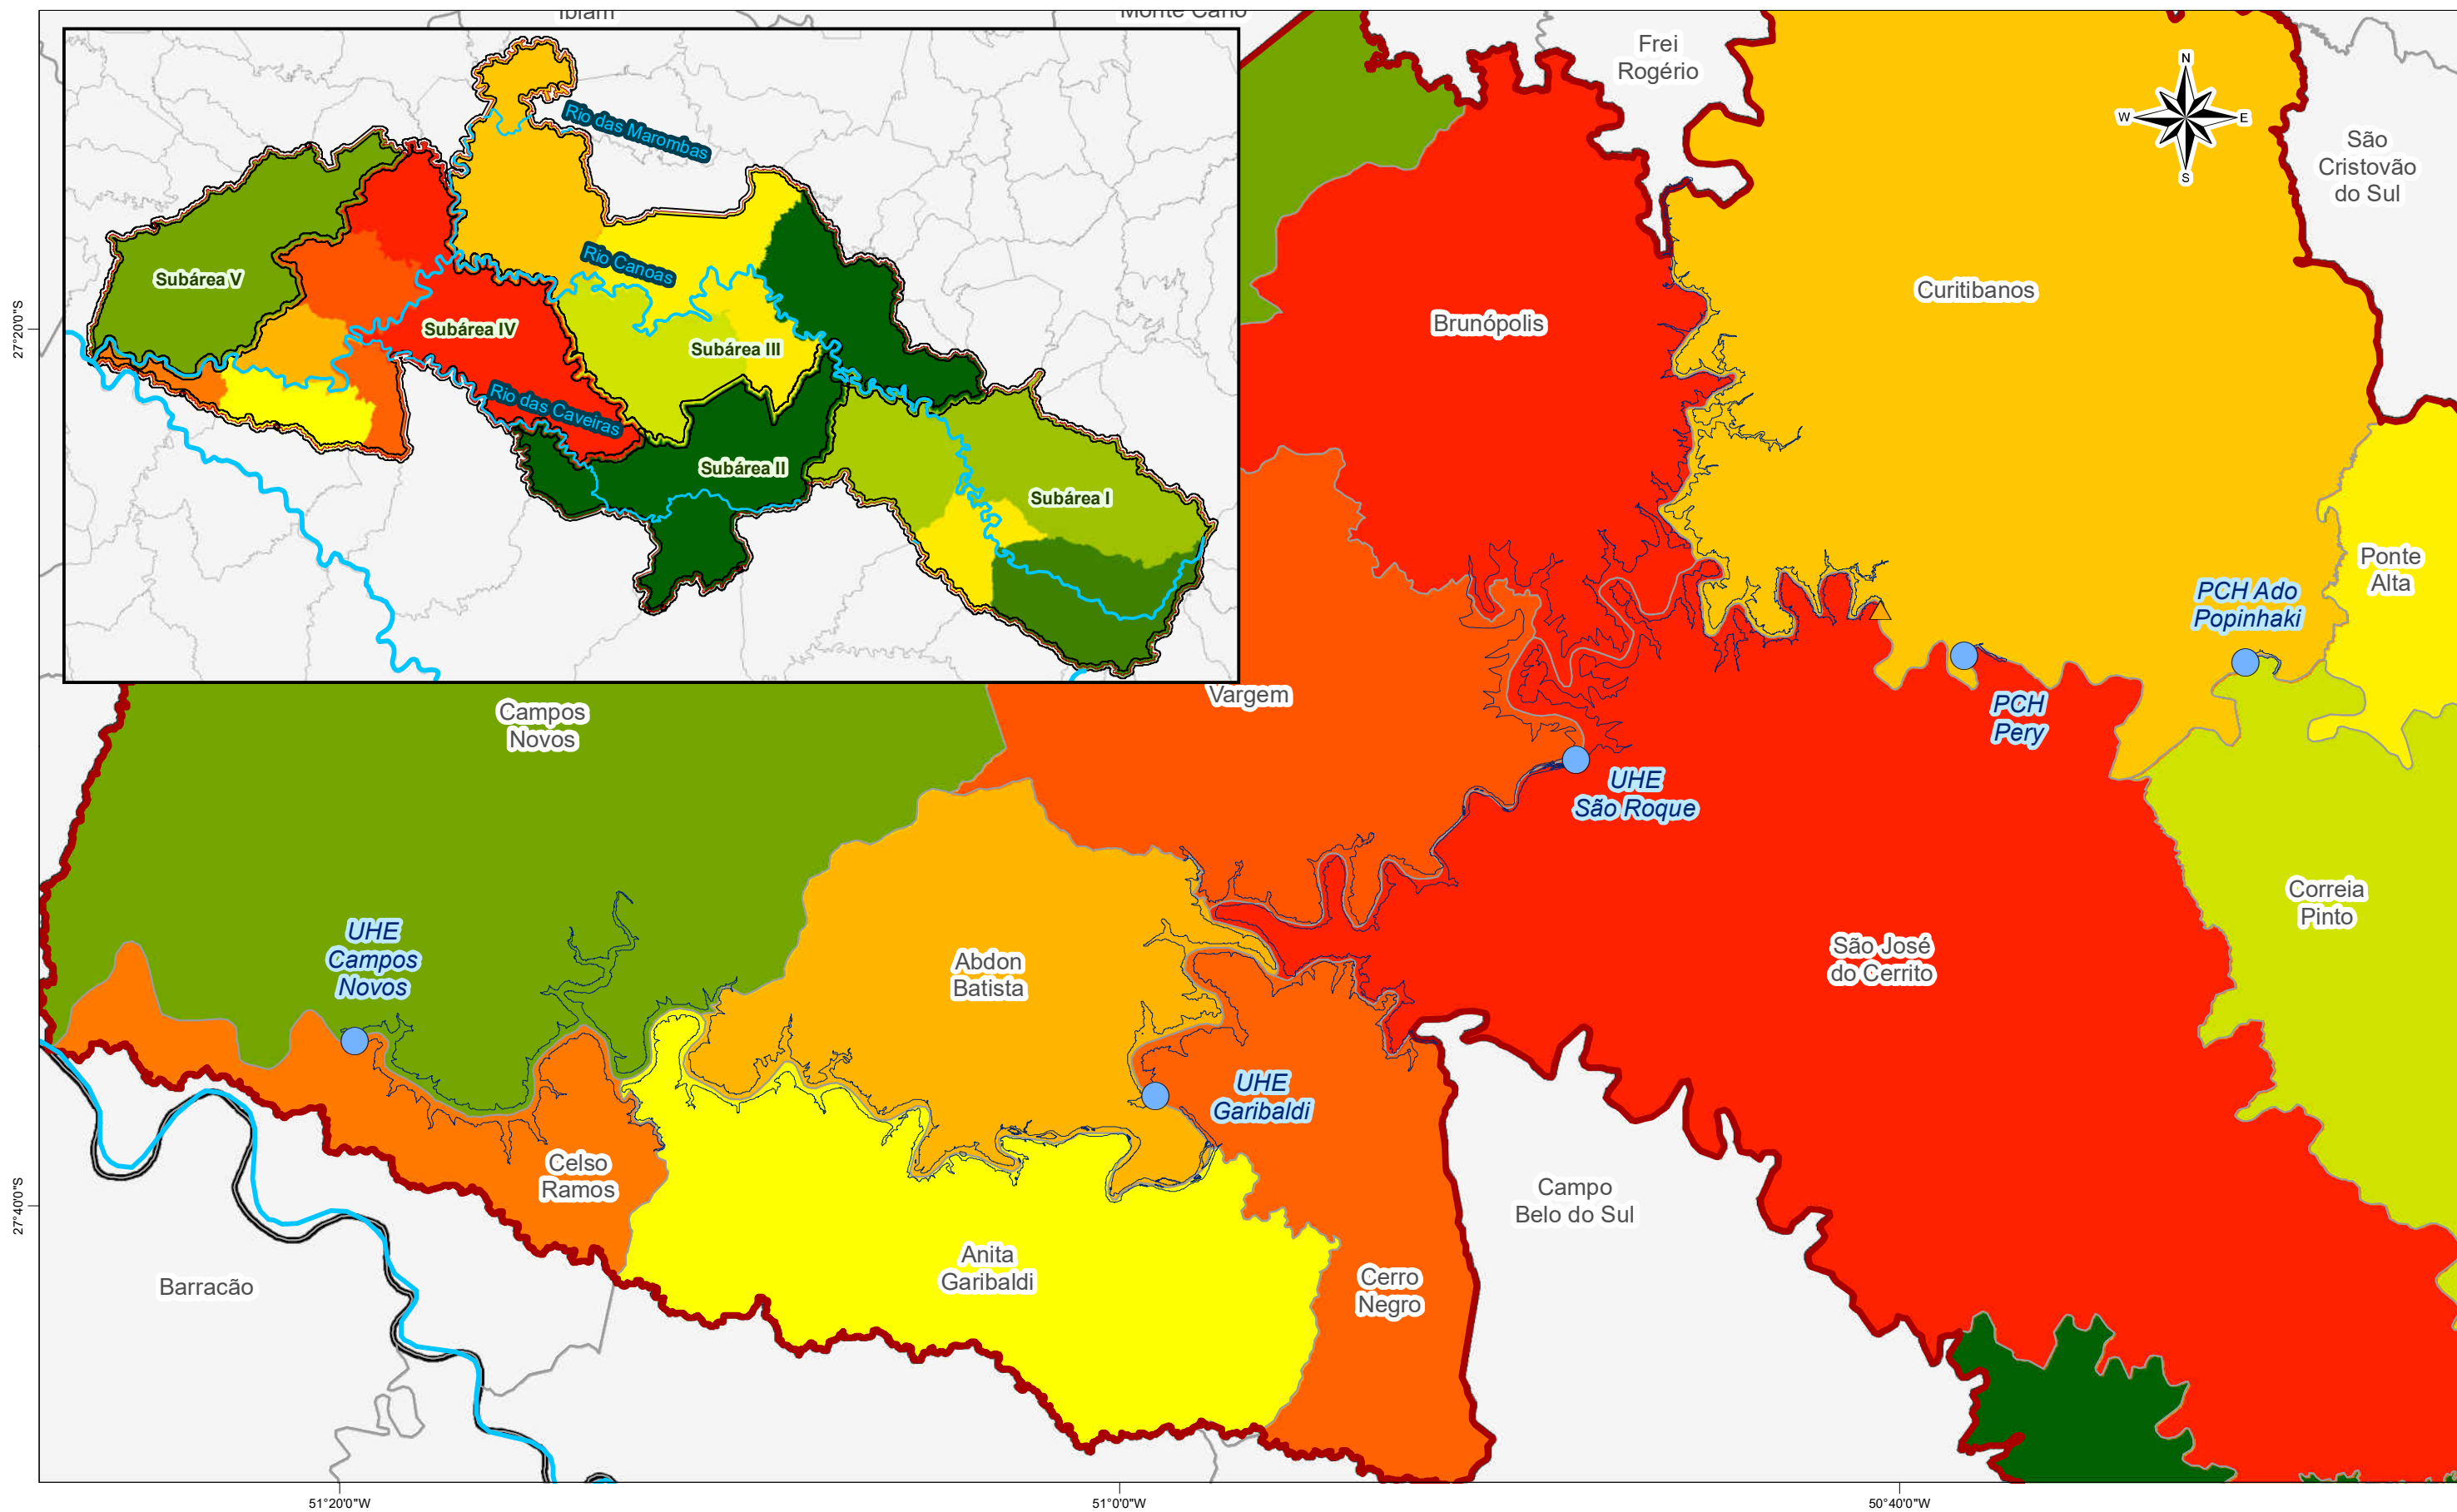 Ibiam
Monte Carlo
Frei
Rogério
N
W
E
S
São
Cristovão
do Sul
Rio das Marombas
Subárea V
Rio Canoas
Subárea IV
Subárea III
Rio das Caveiras
Subárea II
Subárea I
Brunópolis
Curitibanos
27°20'0"S
Ponte
Alta
PCH Ado
Popinhaki
Campos
Novos
Vargem
PCH
Pery
UHE
São Roque
Correia
Pinto
UHE
Campos
Novos
Abdon
Batista
São José
do Cerrito
UHE
Garibaldi
Celso
Ramos
Campo
Belo do Sul
27°40'0"S
Anita
Garibaldi
Barracão
Cerro
Negro
51°20'0"W
51°0'0"W
50°40'0"W